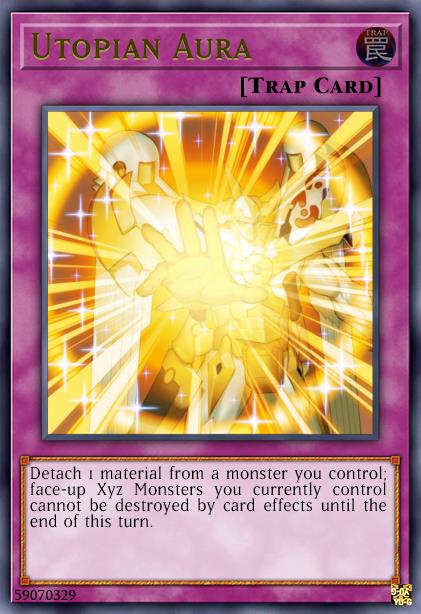 Utopian Aura
TRAP
罠
[Trap Card]
Detach 1 material from a monster you control;
face-up Xyz Monsters you currently control
cannot be destroyed by card effects until the
end of this turn.
59070329